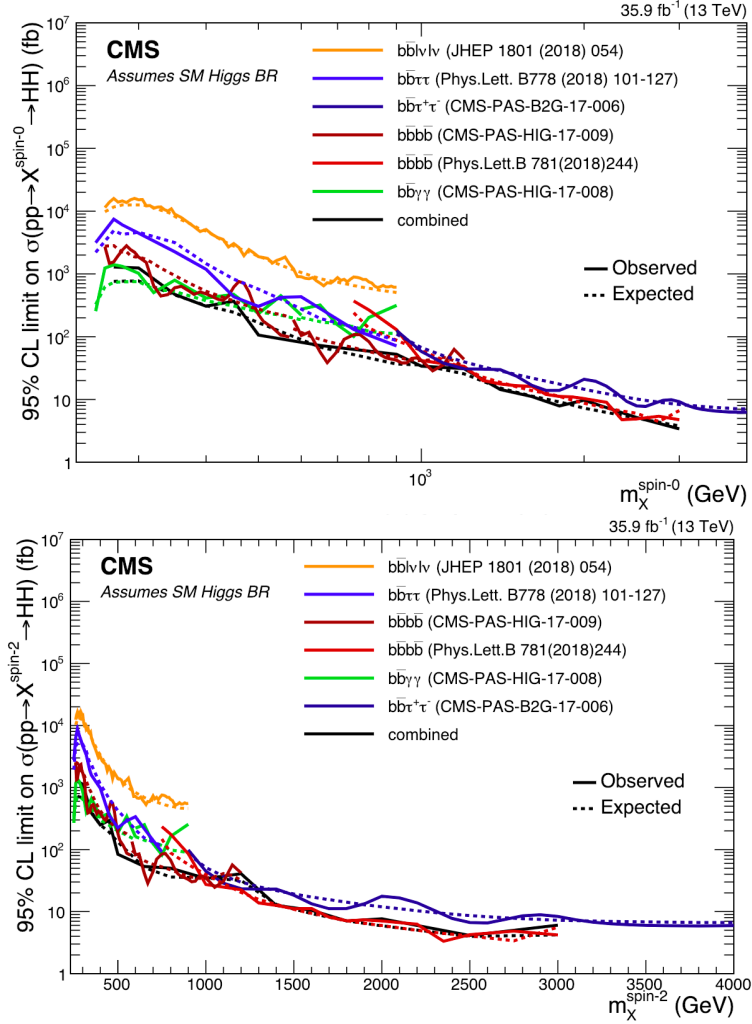 35.9 fb⁻¹ (13 TeV)
95% CL limit on σ(pp→X^spin-0→HH) (fb)
10⁷
10⁶
10⁵
10⁴
10³
10²
10
1
CMS
Assumes SM Higgs BR
bb̅lνlν (JHEP 1801 (2018) 054)
bb̅ττ (Phys.Lett. B778 (2018) 101-127)
bb̅τ⁺τ⁻ (CMS-PAS-B2G-17-006)
bb̅bb̅ (CMS-PAS-HIG-17-009)
bb̅bb̅ (Phys.Lett.B 781(2018)244)
bb̅γγ (CMS-PAS-HIG-17-008)
combined
Observed
Expected
10³
m_X^spin-0 (GeV)
35.9 fb⁻¹ (13 TeV)
95% CL limit on σ(pp→X^spin-2→HH) (fb)
10⁷
10⁶
10⁵
10⁴
10³
10²
10
1
CMS
Assumes SM Higgs BR
bb̅lνlν (JHEP 1801 (2018) 054)
bb̅ττ (Phys.Lett. B778 (2018) 101-127)
bb̅bb̅ (CMS-PAS-HIG-17-009)
bb̅bb̅ (Phys.Lett.B 781(2018)244)
bb̅γγ (CMS-PAS-HIG-17-008)
bb̅τ⁺τ⁻ (CMS-PAS-B2G-17-006)
combined
Observed
Expected
500 1000 1500 2000 2500 3000 3500 4000
m_X^spin-2 (GeV)